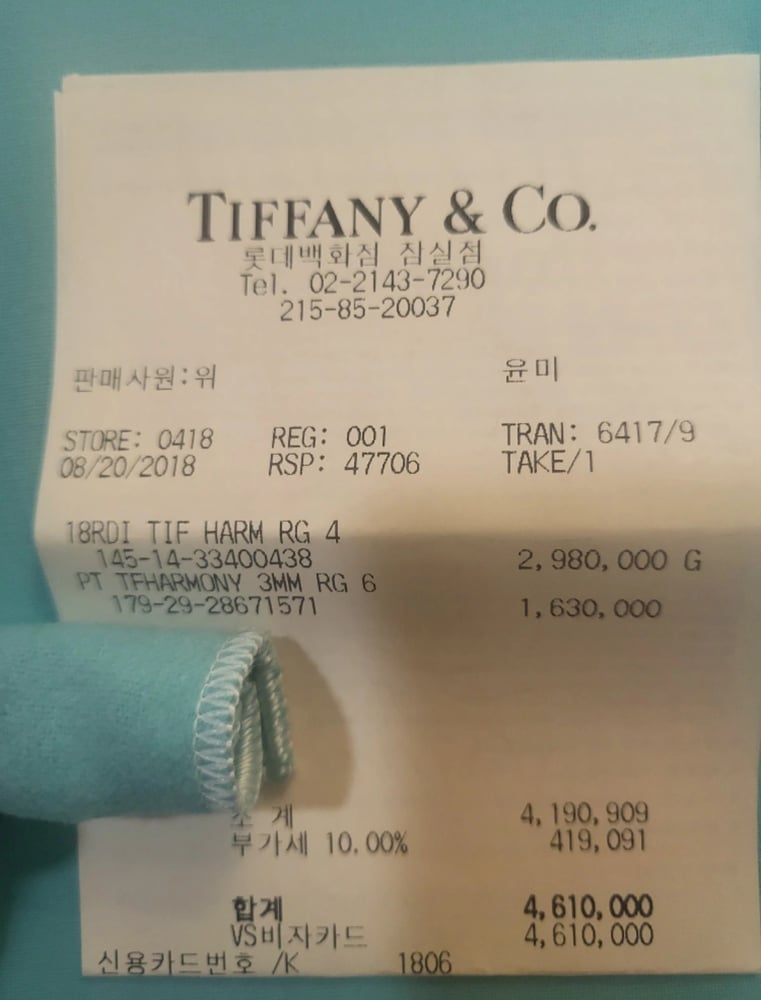 TIFFANY & CO.
롯데백화점 잠실점
Tel. 02-2143-7290
215-85-20037
판매사원:위 윤미
STORE: 0418 REG: 001 TRAN: 6417/9
08/20/2018 RSP: 47706 TAKE/1
18RDI TIF HARM RG 4
145-14-33400438 2,980,000 G
PT TFHARMONY 3MM RG 6
179-29-28671571 1,630,000
소 계 4,190,909
부가세 10.00% 419,091
합계 4,610,000
VS비자카드 4,610,000
신용카드번호 /K 1806